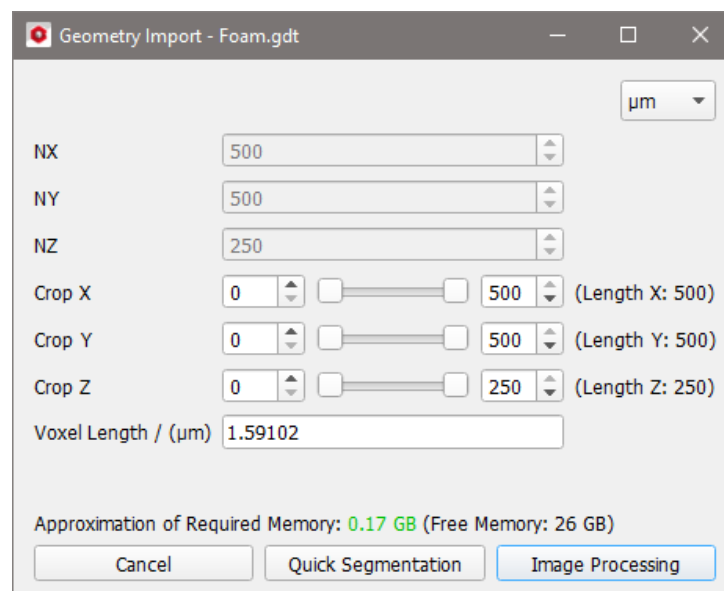 Geometry Import - Foam.gdt
µm
NX 500
NY 500
NZ 250
Crop X 0 500 (Length X: 500)
Crop Y 0 500 (Length Y: 500)
Crop Z 0 250 (Length Z: 250)
Voxel Length / (µm) 1.59102
Approximation of Required Memory: 0.17 GB (Free Memory: 26 GB)
Cancel Quick Segmentation Image Processing